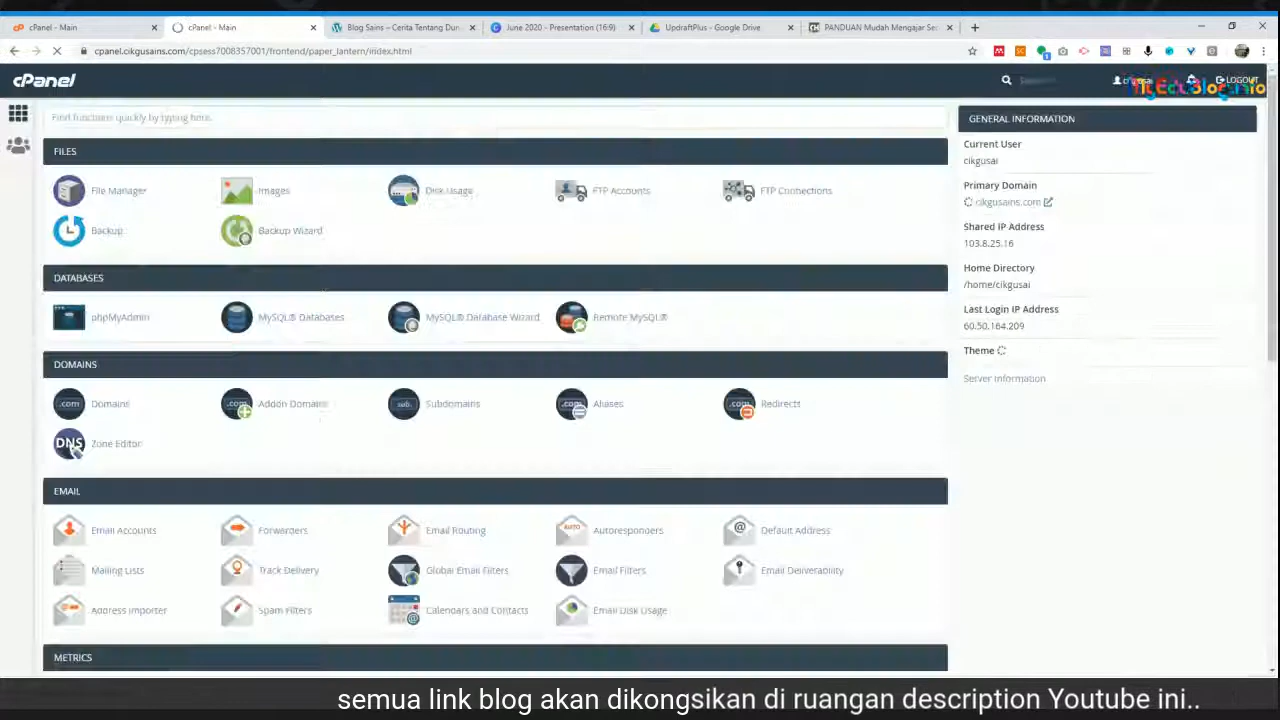 cPanel - Main
cPanel - Main
Blog Sains – Cerita Tentang Dun
June 2020 - Presentation (16:9)
UpdraftPlus - Google Drive
PANDUAN Mudah Mengajar Se
cpanel.cikgusains.com/cpsess7008357001/frontend/paper_lantern/index.html
cPanel
LOGOUT
Find functions quickly by typing here.
FILES
File Manager
Images
Disk Usage
FTP Accounts
FTP Connections
Backup
Backup Wizard
DATABASES
phpMyAdmin
MySQL® Databases
MySQL® Database Wizard
Remote MySQL®
DOMAINS
Domains
Addon Domains
Subdomains
Aliases
Redirects
Zone Editor
EMAIL
Email Accounts
Forwarders
Email Routing
Autoresponders
Default Address
Mailing Lists
Track Delivery
Global Email Filters
Email Filters
Email Deliverability
Address Importer
Spam Filters
Calendars and Contacts
Email Disk Usage
METRICS
GENERAL INFORMATION
Current User
cikgusai
Primary Domain
cikgusains.com
Shared IP Address
103.8.25.16
Home Directory
/home/cikgusai
Last Login IP Address
60.50.164.209
Theme
Server Information
semua link blog akan dikongsikan di ruangan description Youtube ini..